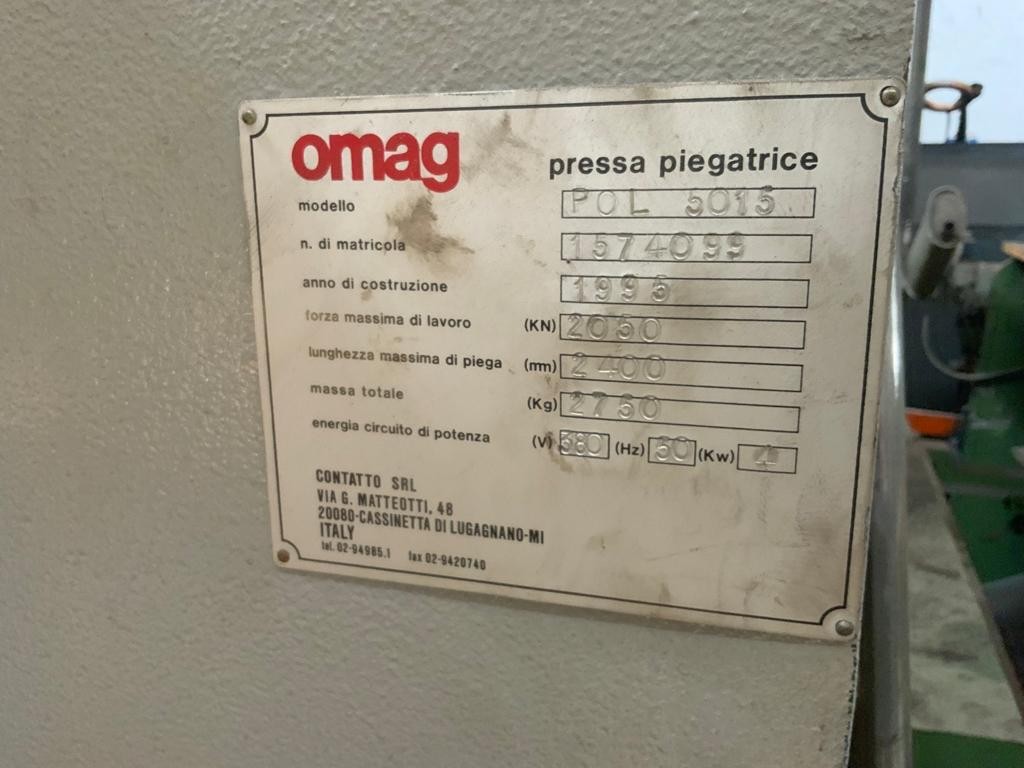 omag
pressa piegatrice
modello POL 5015
n. di matricola 1574099
anno di costruzione 1995
forza massima di lavoro (KN) 2050
lunghezza massima di piega (mm) 2400
massa totale (Kg) 2750
energia circuito di potenza (V) 380 (Hz) 50 (Kw) 4
CONTATTO SRL
VIA G. MATTEOTTI, 48
20080-CASSINETTA DI LUGAGNANO-MI
ITALY
tel. 02-94985.1 fax 02-9420740